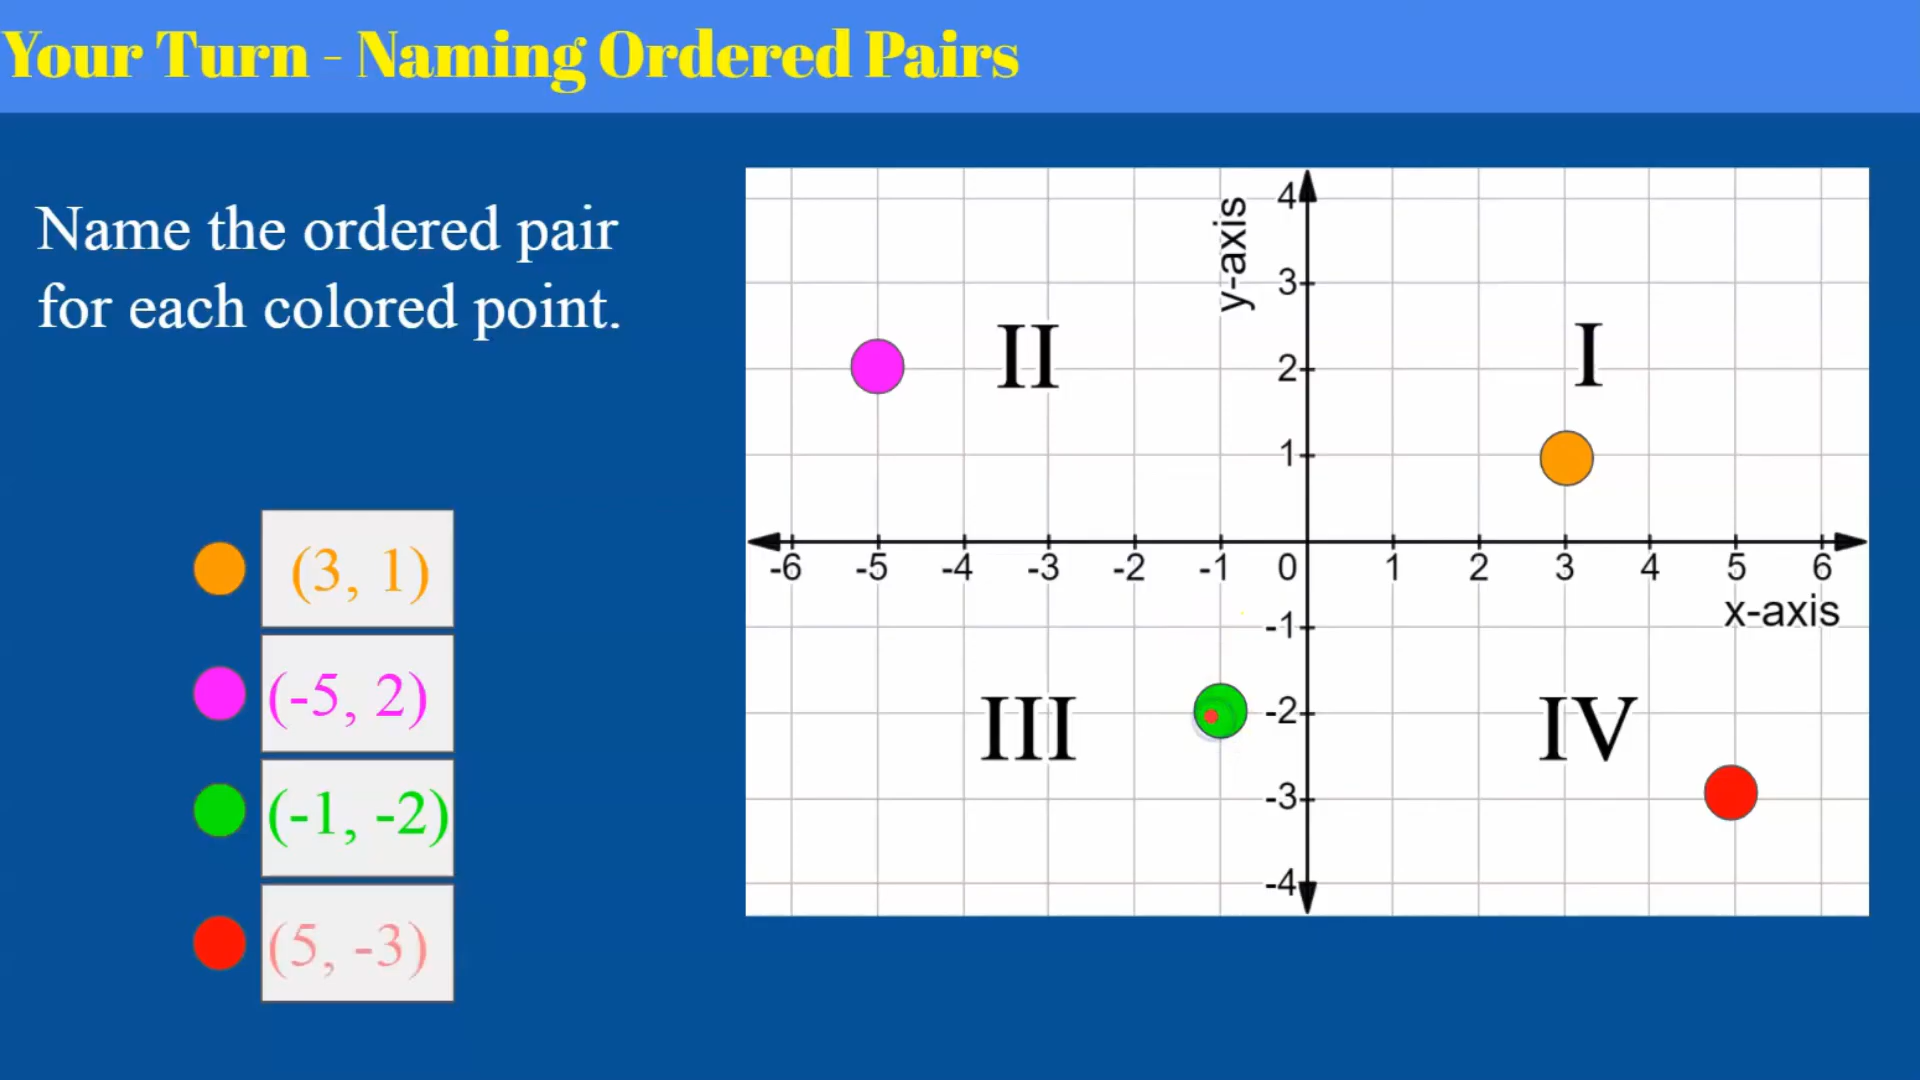 Your Turn - Naming Ordered Pairs
Name the ordered pair
for each colored point.
(3, 1)
(-5, 2)
(-1, -2)
(5, -3)
y-axis
4
3
2
1
II
I
-6 -5 -4 -3 -2 -1 0 1 2 3 4 5 6
x-axis
-1
-2
-3
-4
III
IV